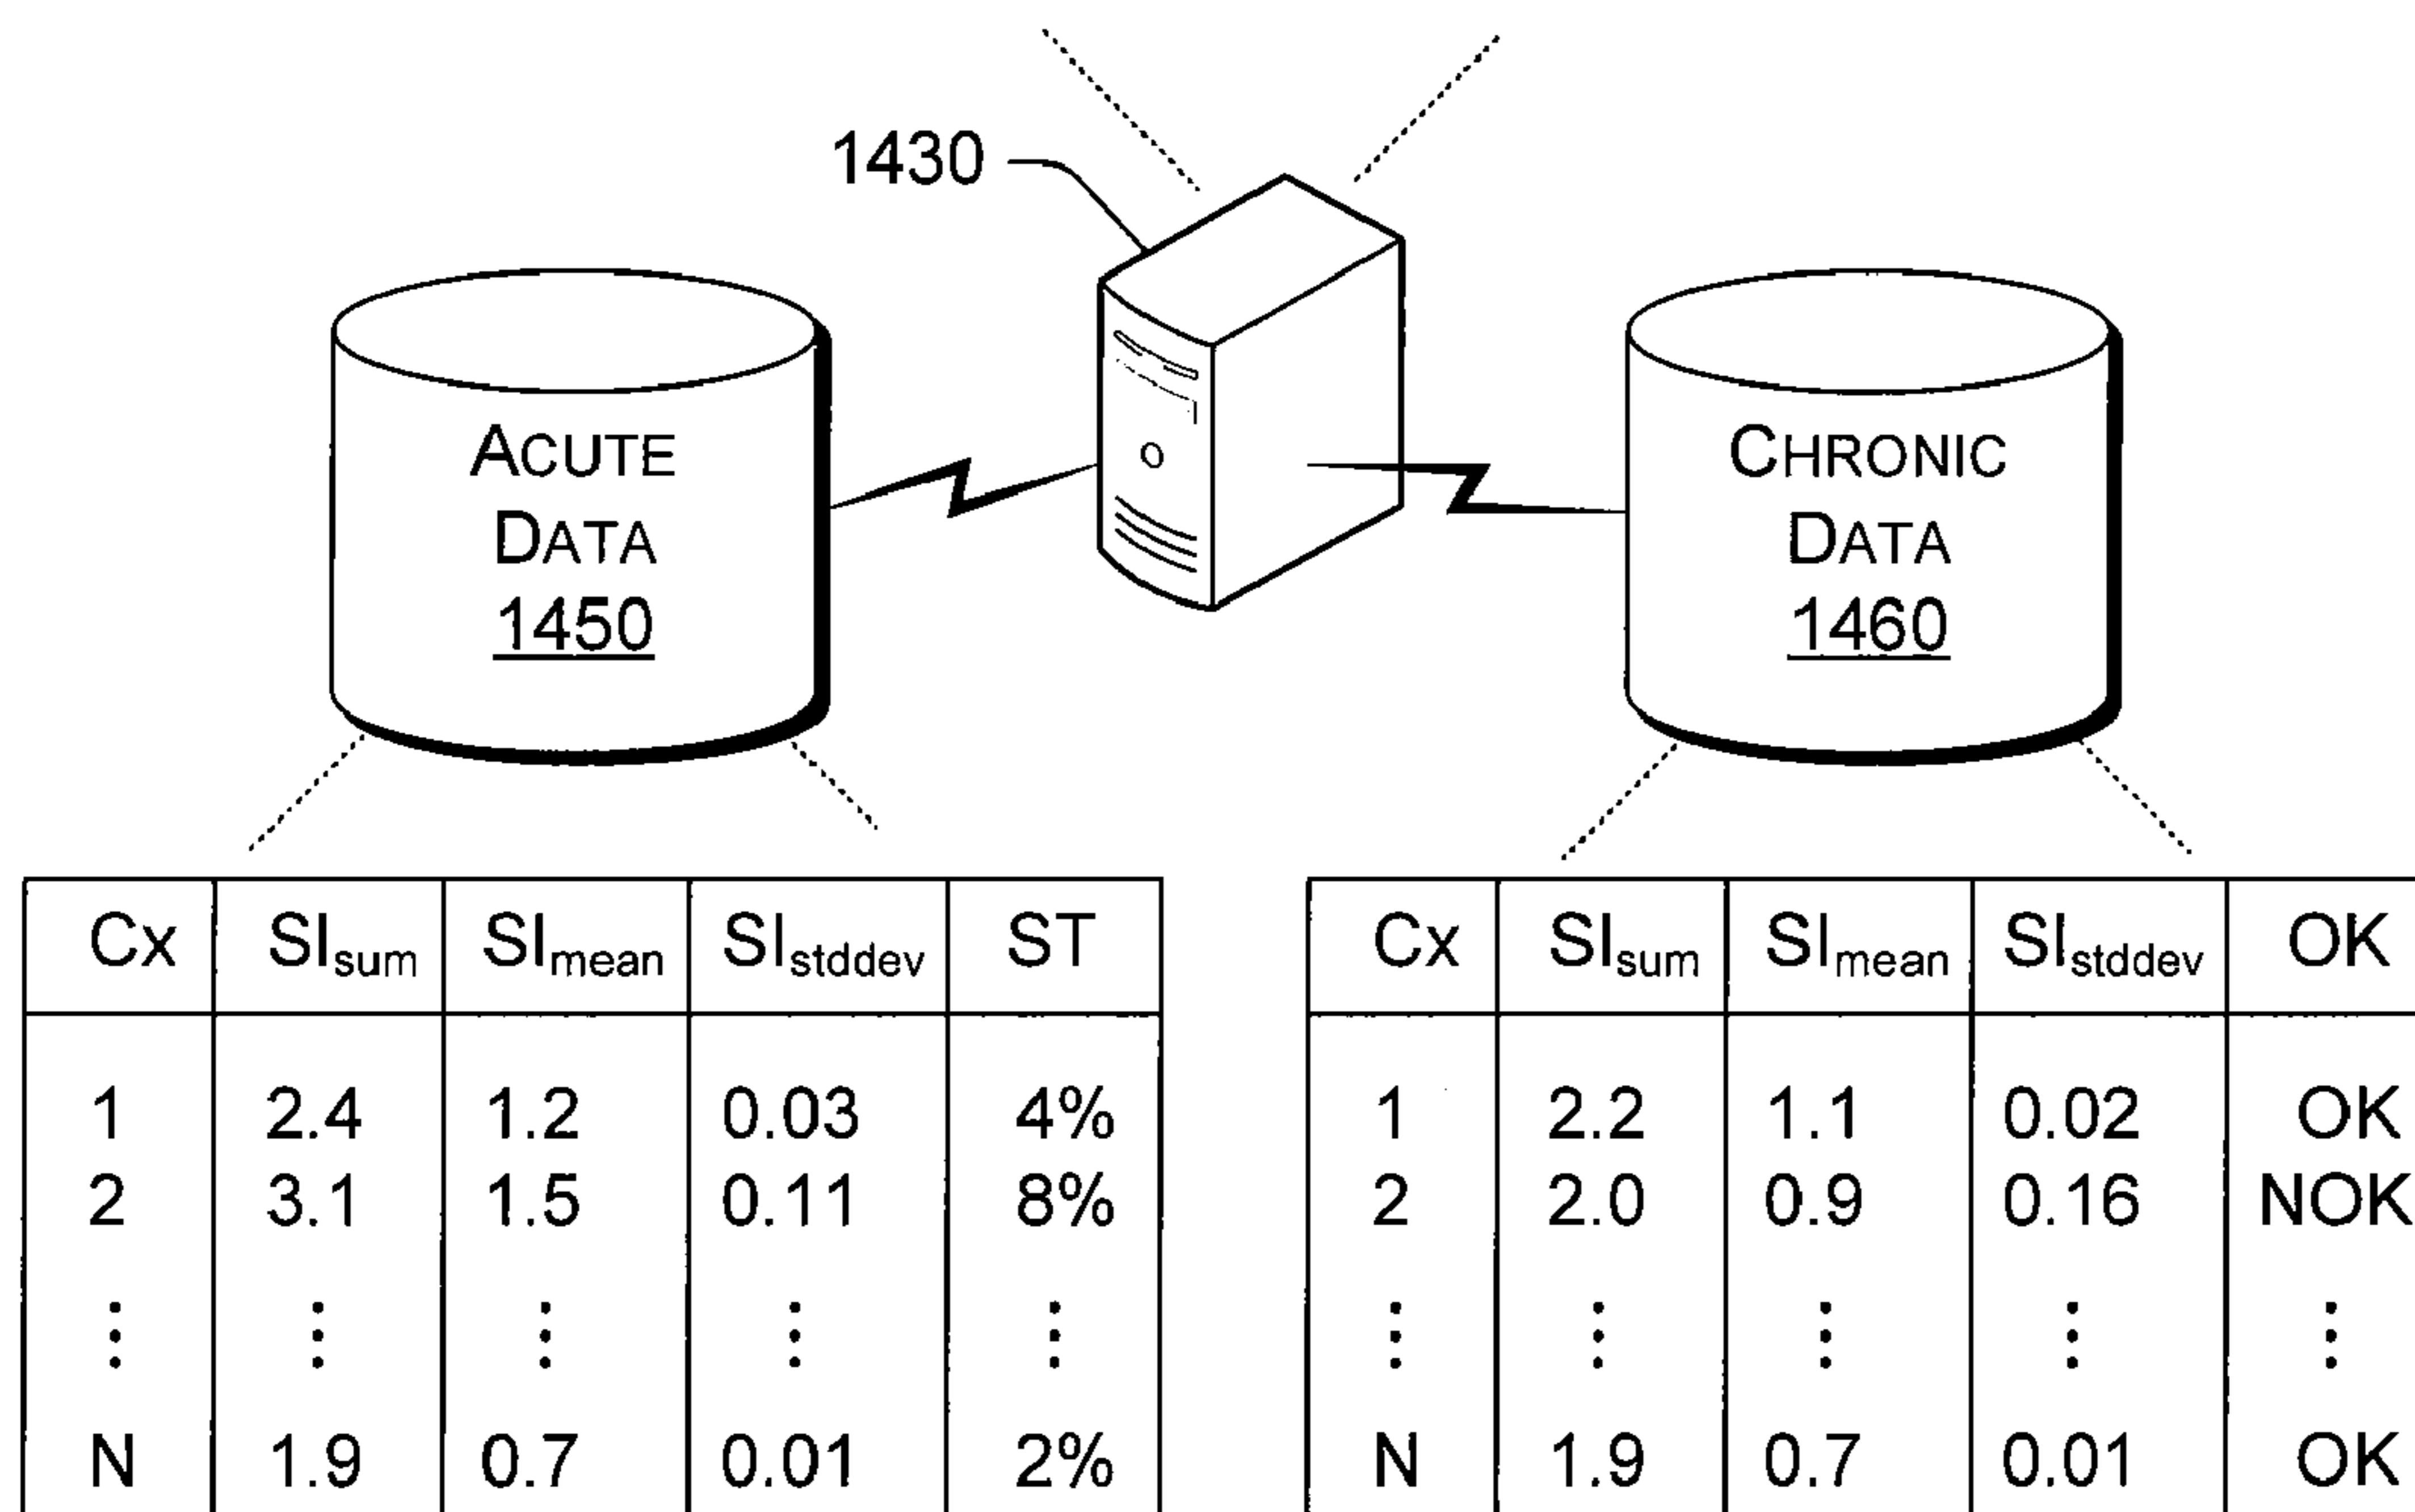 1430
ACUTE
DATA
1450
CHRONIC
DATA
1460
Cx SIsum SImean SIstddev ST
1 2.4 1.2 0.03 4%
2 3.1 1.5 0.11 8%
⋮ ⋮ ⋮ ⋮ ⋮
N 1.9 0.7 0.01 2%
Cx SIsum SImean SIstddev OK
1 2.2 1.1 0.02 OK
2 2.0 0.9 0.16 NOK
⋮ ⋮ ⋮ ⋮ ⋮
N 1.9 0.7 0.01 OK